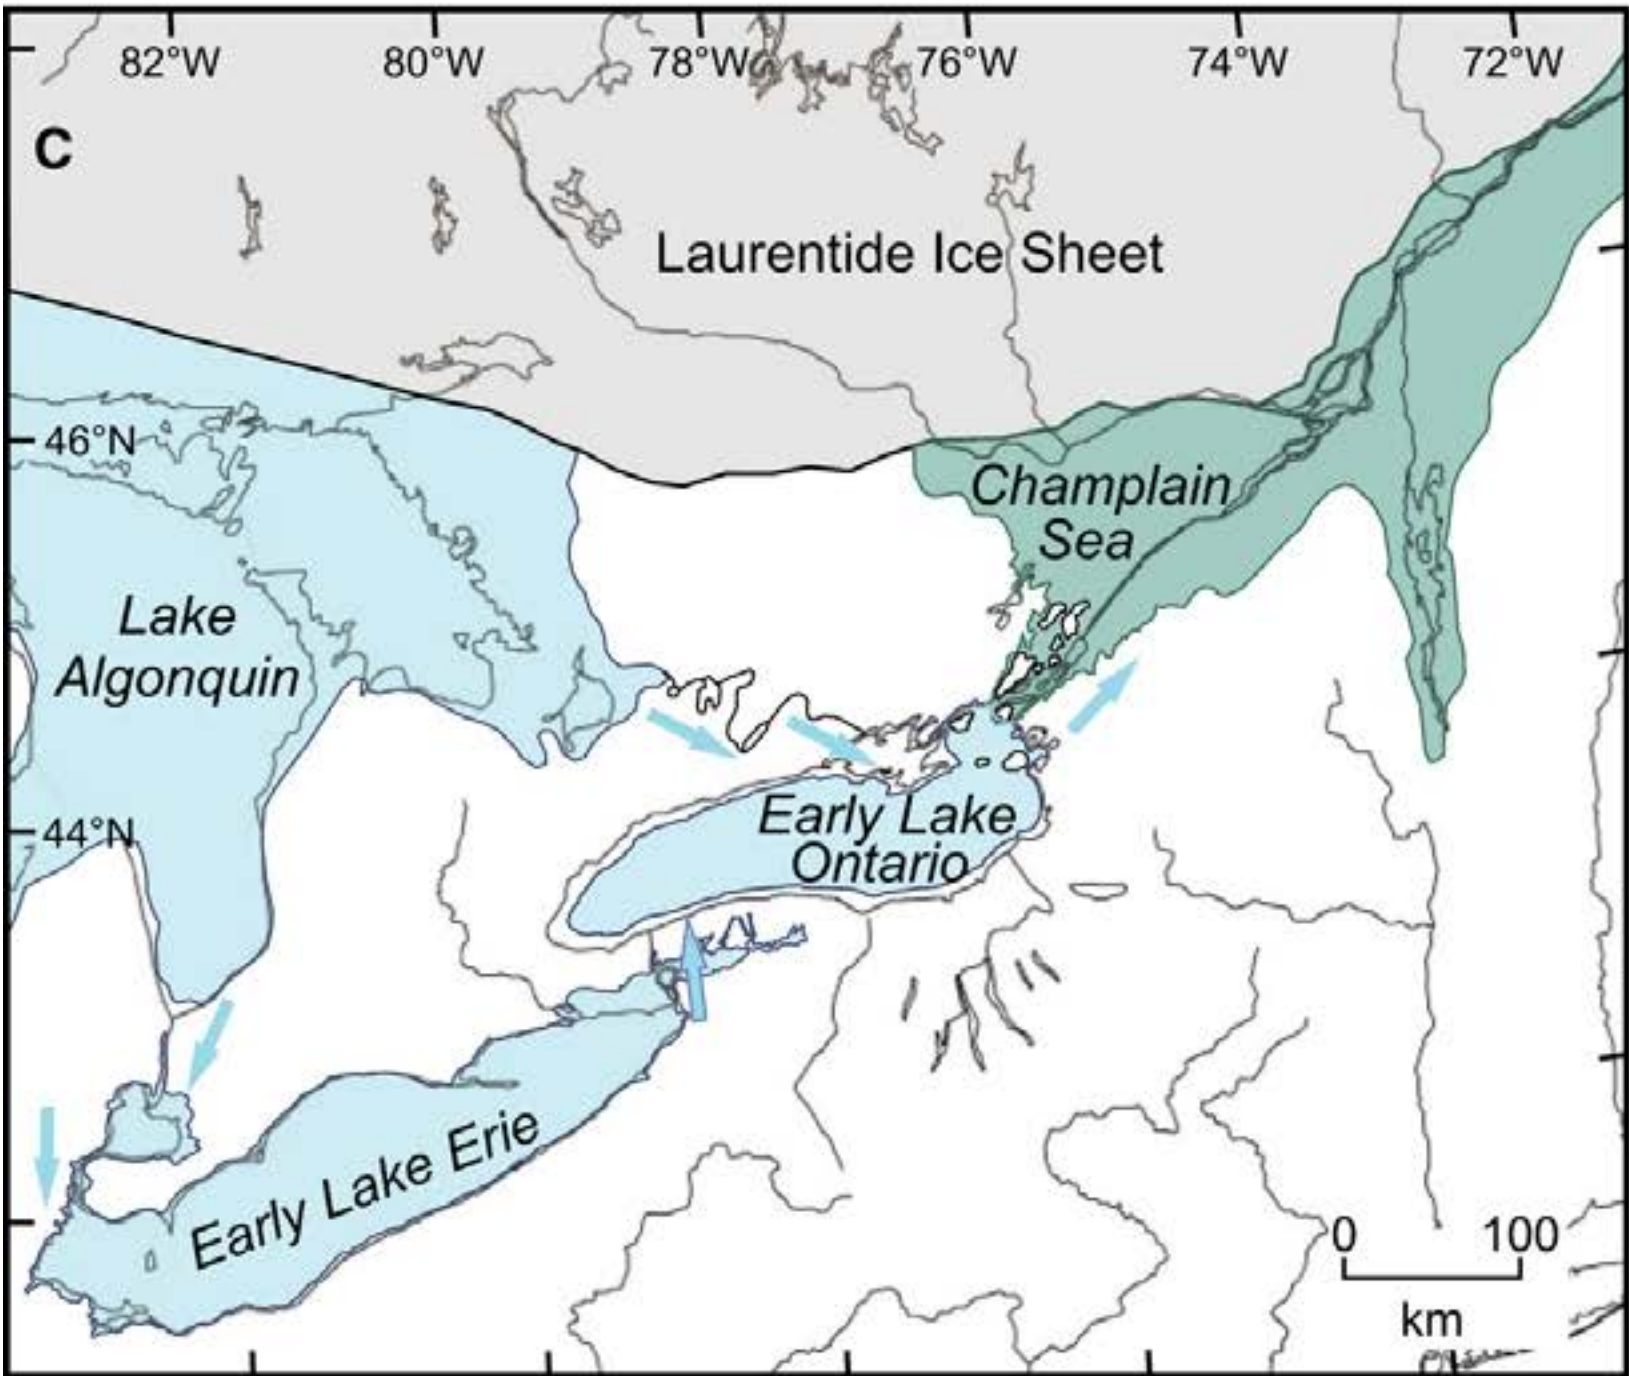 82°W 80°W 78°W 76°W 74°W 72°W
C
Laurentide Ice Sheet
46°N
Champlain
Sea
Lake
Algonquin
44°N
Early Lake
Ontario
Early Lake Erie
0 100
km